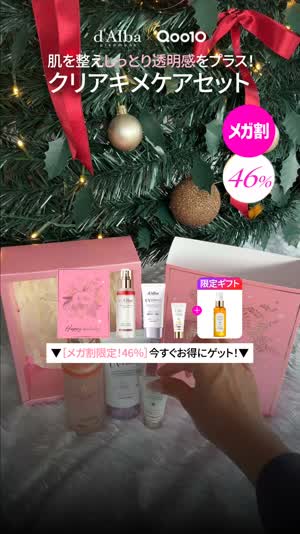 d'Alba piedmont × Qoo10
肌を整えしっとり透明感をプラス!
クリアキメケアセット
メガ割
46%
限定ギフト
+
▼[メガ割限定!46%]今すぐお得にゲット!▼